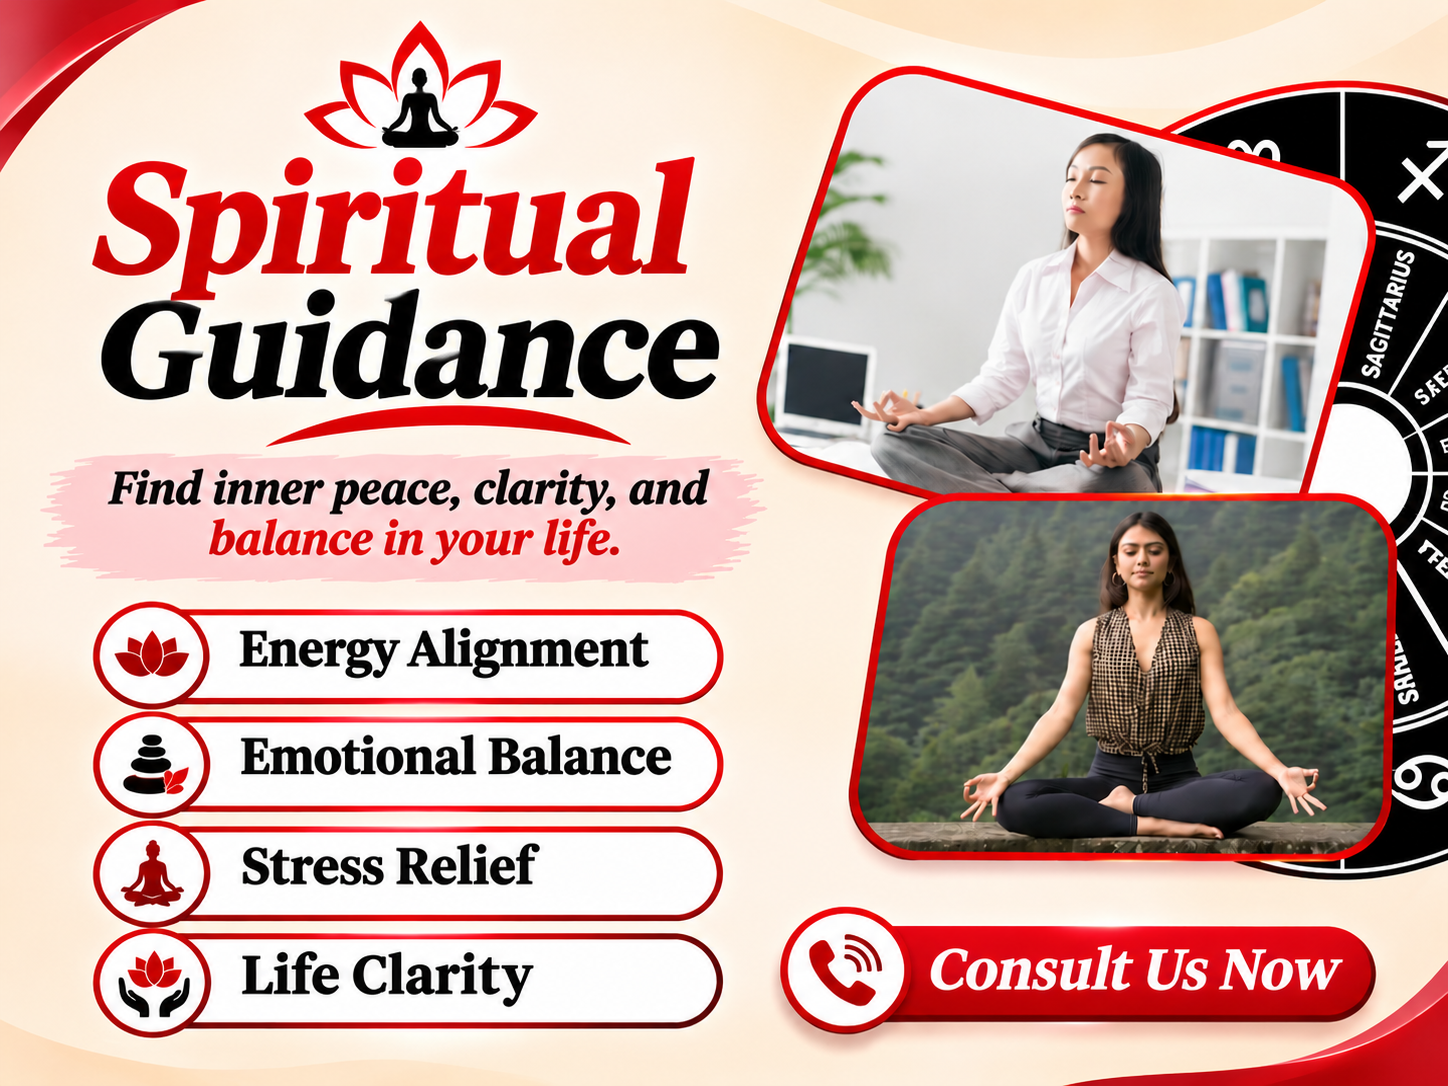 Spiritual
Guidance
Find inner peace, clarity, and
balance in your life.
Energy Alignment
Emotional Balance
Stress Relief
Life Clarity
SAGITTARIUS
Consult Us Now